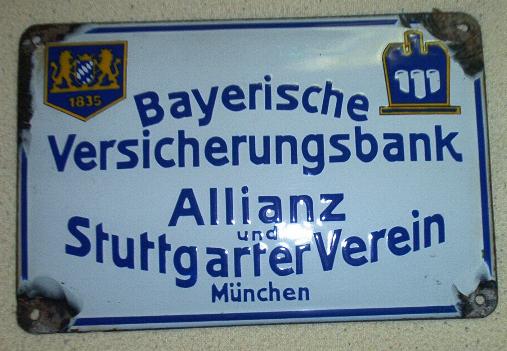 1835
Bayerische
Versicherungsbank
Allianz
und
Stuttgarter Verein
München